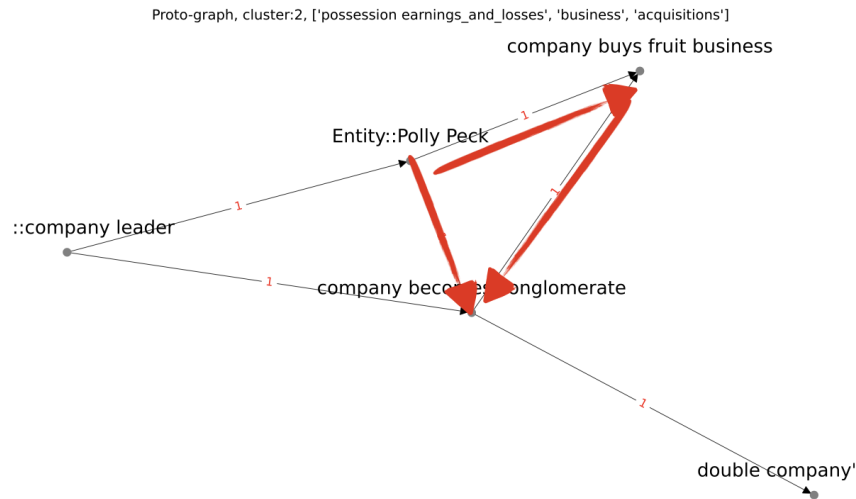 Proto-graph, cluster:2, ['possession earnings_and_losses', 'business', 'acquisitions']
company buys fruit business
1
Entity::Polly Peck
1
1
::company leader
1
company becomes conglomerate
1
double company'